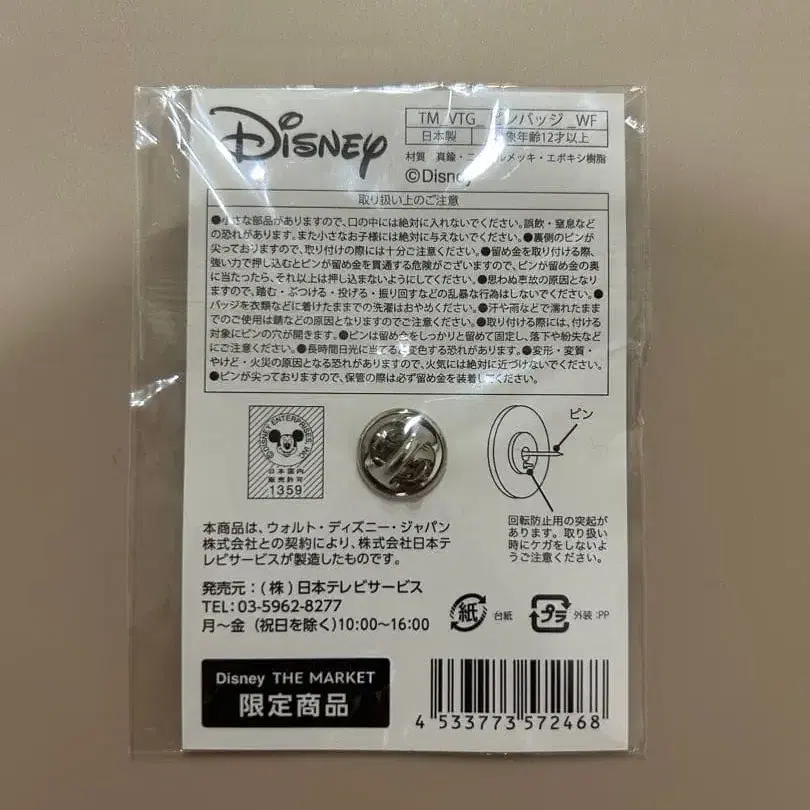 Disney
TM_VTG_ピンバッジ_WF
日本製
対象年齢12才以上
材質 真鍮・ニッケルメッキ・エポキシ樹脂
©Disney
取り扱い上のご注意
●小さな部品がありますので、口の中には絶対に入れないでください。誤飲・窒息など
の恐れがあります。また小さなお子様には絶対に与えないでください。●裏側のピンが
尖っておりますので、取り付けの際には十分ご注意ください。●留め金を取り付ける際、
強い力で押し込むとピンが留め金を貫通する危険がございますので、ピンが留め金の奥
に当たったら、それ以上は押し込まないようにしてください。●思わぬ事故の原因となり
ますので、踏む・ぶつける・投げる・振り回すなどの乱暴な行為はしないでください。●
バッジを衣類などに着けたままでの洗濯はおやめください。●汗や雨などで濡れたまま
でのご使用は錆などの原因となりますのでご注意ください。●取り付ける際には、付ける
対象にピンの穴が開きます。●ピンは留め金をしっかりと留めて固定し、落下や紛失など
にご注意ください。●長時間日光に当てると変色する恐れがあります。●変形・変質・
やけど・火災の原因となる恐れがありますので、火気には絶対に近づけないでください。
●ピンが尖っておりますので、保管の際は必ず留め金を装着してください。
©DISNEY ENTERPRISES, INC.
日本国内
販売許可
1359
ピン
回転防止用の突起が
あります。取り扱い
時にケガをしないよ
うご注意ください。
本商品は、ウォルト・ディズニー・ジャパン
株式会社との契約により、株式会社日本テ
レビサービスが製造したものです。
発売元:(株)日本テレビサービス
TEL:03-5962-8277
月～金(祝日を除く)10:00～16:00
紙
台紙
プラ
外装:PP
Disney THE MARKET
限定商品
4 533773 572468